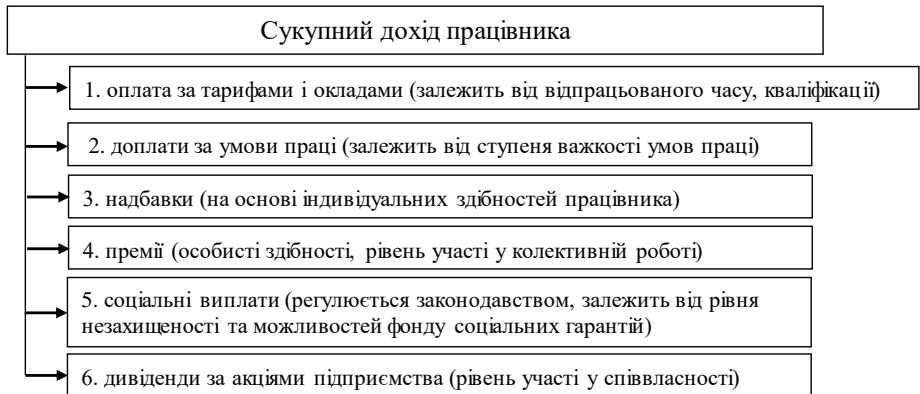 Сукупний дохід працівника
1. оплата за тарифами і окладами (залежить від відпрацьованого часу, кваліфікації)
2. доплати за умови праці (залежить від ступеня важкості умов праці)
3. надбавки (на основі індивідуальних здібностей працівника)
4. премії (особисті здібності, рівень участі у колективній роботі)
5. соціальні виплати (регулюється законодавством, залежить від рівня
незахищеності та можливостей фонду соціальних гарантій)
6. дивіденди за акціями підприємства (рівень участі у співвласності)